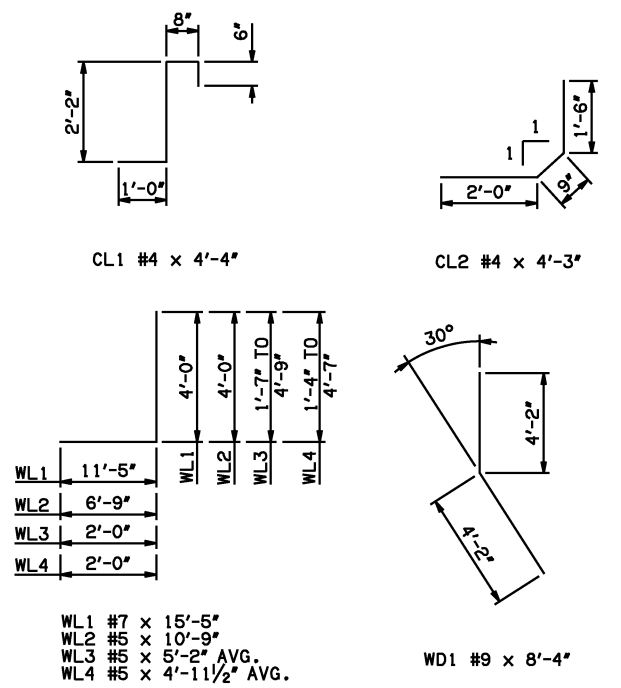 8"
6"
2'-2"
1'-0"
CL1 #4 x 4'-4"
1
1
1'-6"
2'-0"
9"
CL2 #4 x 4'-3"
4'-0"
4'-0"
1'-7" TO
4'-9"
1'-4" TO
4'-7"
WL1
WL2
WL3
WL4
WL1 11'-5"
WL2 6'-9"
WL3 2'-0"
WL4 2'-0"
WL1 #7 x 15'-5"
WL2 #5 x 10'-9"
WL3 #5 x 5'-2" AVG.
WL4 #5 x 4'-11½" AVG.
30°
4'-2"
4'-2"
WD1 #9 x 8'-4"